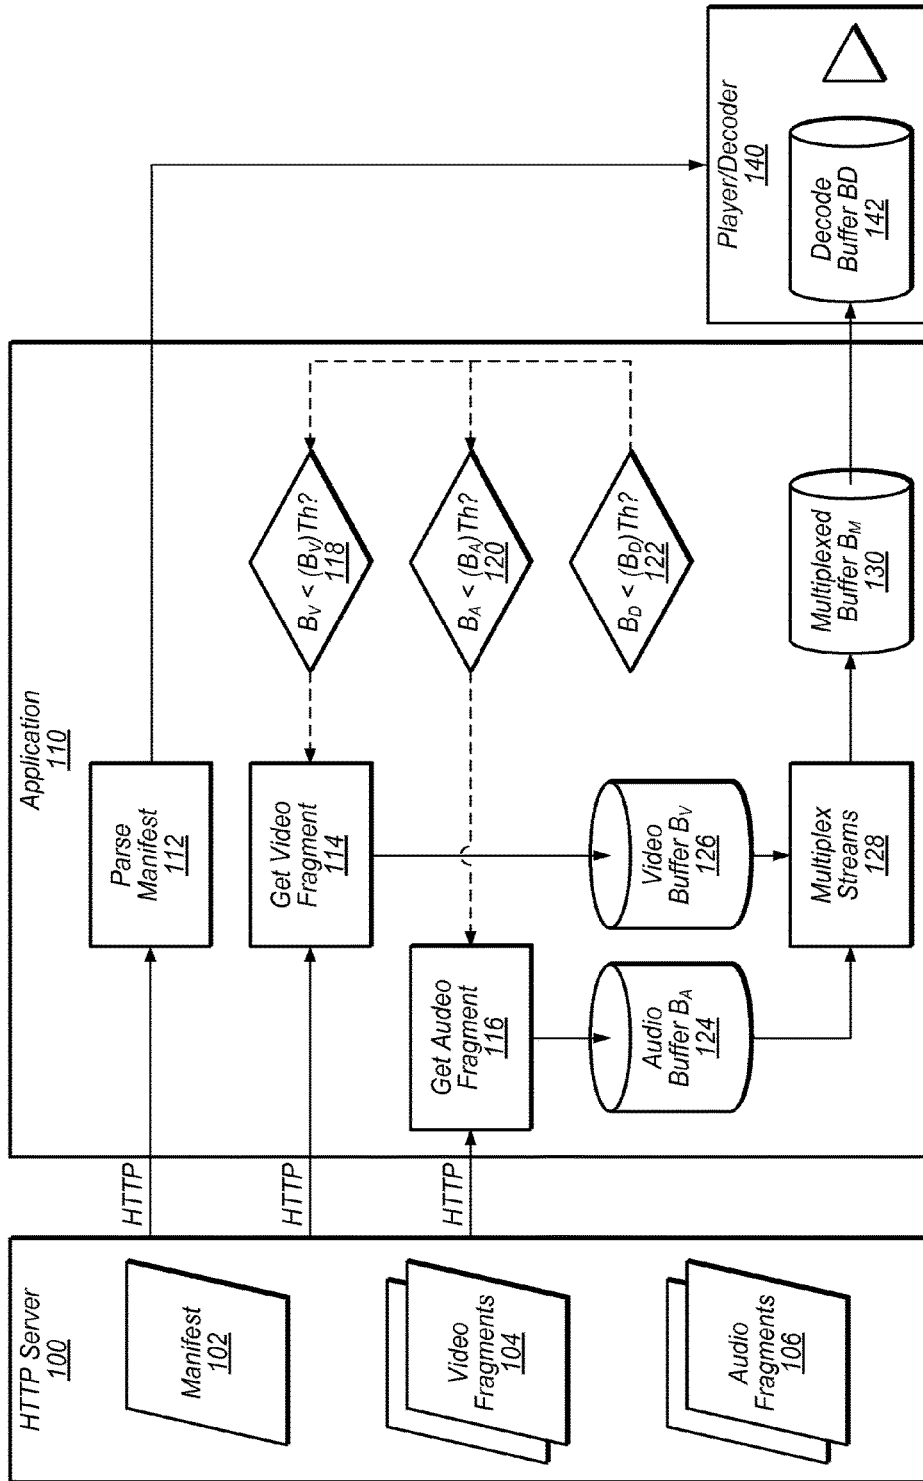 HTTP Server
100
Manifest
102
Video
Fragments
104
Audio
Fragments
106
HTTP
HTTP
HTTP
Application
110
Parse
Manifest
112
Get Video
Fragment
114
Get Audeo
Fragment
116
B_V < (B_V)Th?
118
B_A < (B_A)Th?
120
B_D < (B_D)Th?
122
Audio
Buffer B_A
124
Video
Buffer B_V
126
Multiplex
Streams
128
Multiplexed
Buffer B_M
130
Player/Decoder
140
Decode
Buffer BD
142